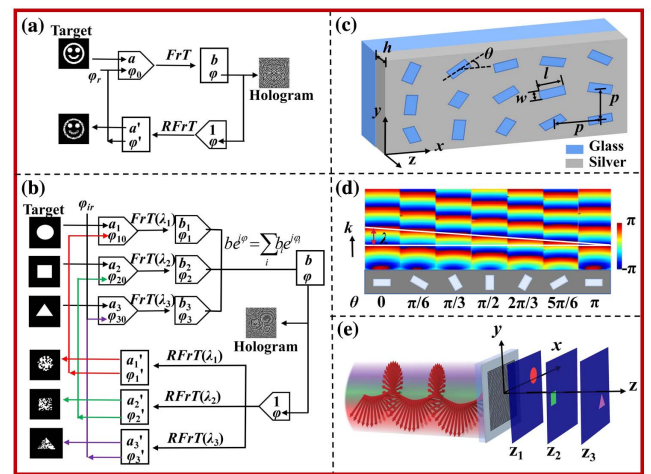 (a)
Target
a
φ0
φr
FrT
b
φ
Hologram
a'
φ'
RFrT
1
φ
(b)
Target
φir
a1
φ10
FrT(λ1)
b1
φ1
a2
φ20
FrT(λ2)
b2
φ2
a3
φ30
FrT(λ3)
b3
φ3
be^jφ=∑i bie^jφi
b
φ
Hologram
a1'
φ1'
RFrT(λ1)
a2'
φ2'
RFrT(λ2)
a3'
φ3'
RFrT(λ3)
1
φ
(c)
h
θ
l
w
p
p
y
x
z
Glass
Silver
(d)
k
λ
π
-π
θ 0 π/6 π/3 π/2 2π/3 5π/6 π
(e)
y
x
z
z1 z2 z3